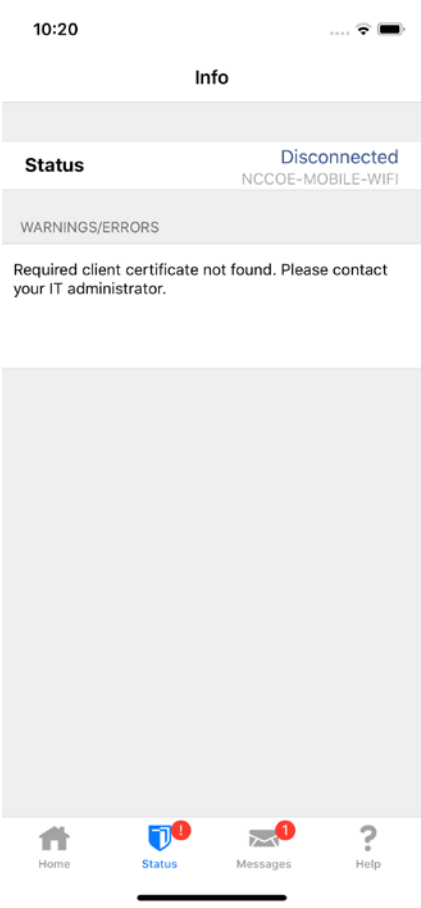 10:20
Info
Status
Disconnected
NCCOE-MOBILE-WIFI
WARNINGS/ERRORS
Required client certificate not found. Please contact
your IT administrator.
!
1
Home
Status
Messages
Help